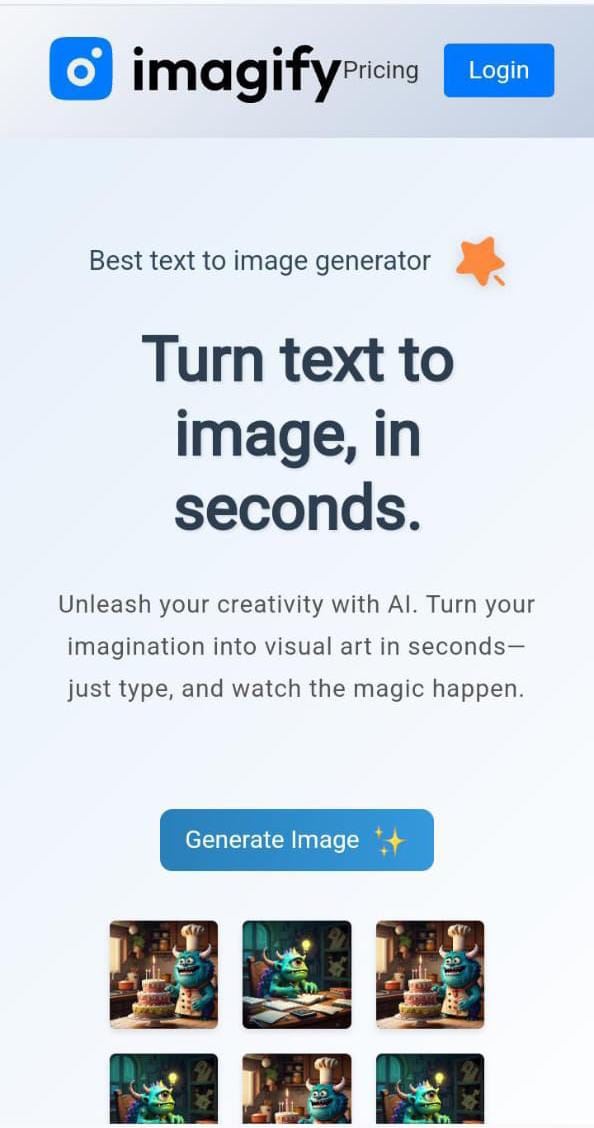 imagify
Pricing
Login
Best text to image generator
Turn text to
image, in
seconds.
Unleash your creativity with AI. Turn your
imagination into visual art in seconds—
just type, and watch the magic happen.
Generate Image ✨